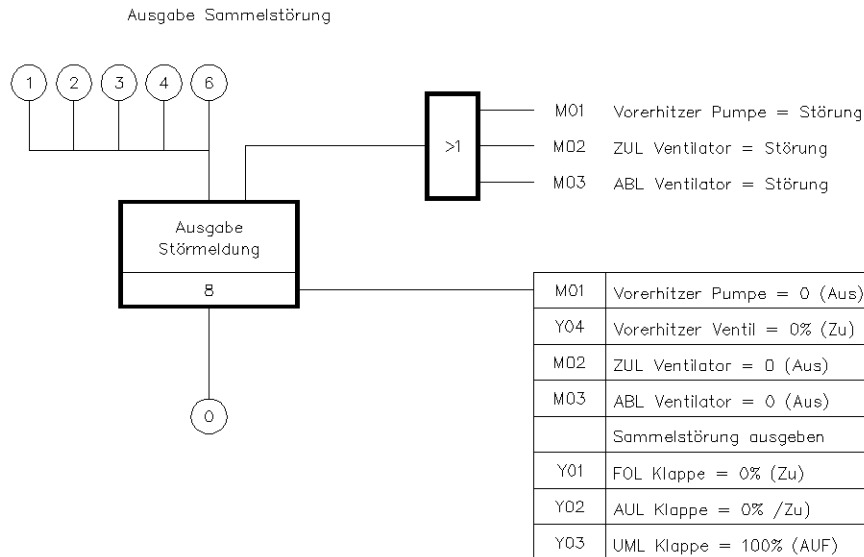 Ausgabe Sammelstörung
1 2 3 4 6
>1
M01 Vorerhitzer Pumpe = Störung
M02 ZUL Ventilator = Störung
M03 ABL Ventilator = Störung
Ausgabe
Störmeldung
8
0
M01 Vorerhitzer Pumpe = 0 (Aus)
Y04 Vorerhitzer Ventil = 0% (Zu)
M02 ZUL Ventilator = 0 (Aus)
M03 ABL Ventilator = 0 (Aus)
Sammelstörung ausgeben
Y01 FOL Klappe = 0% (Zu)
Y02 AUL Klappe = 0% /Zu)
Y03 UML Klappe = 100% (AUF)